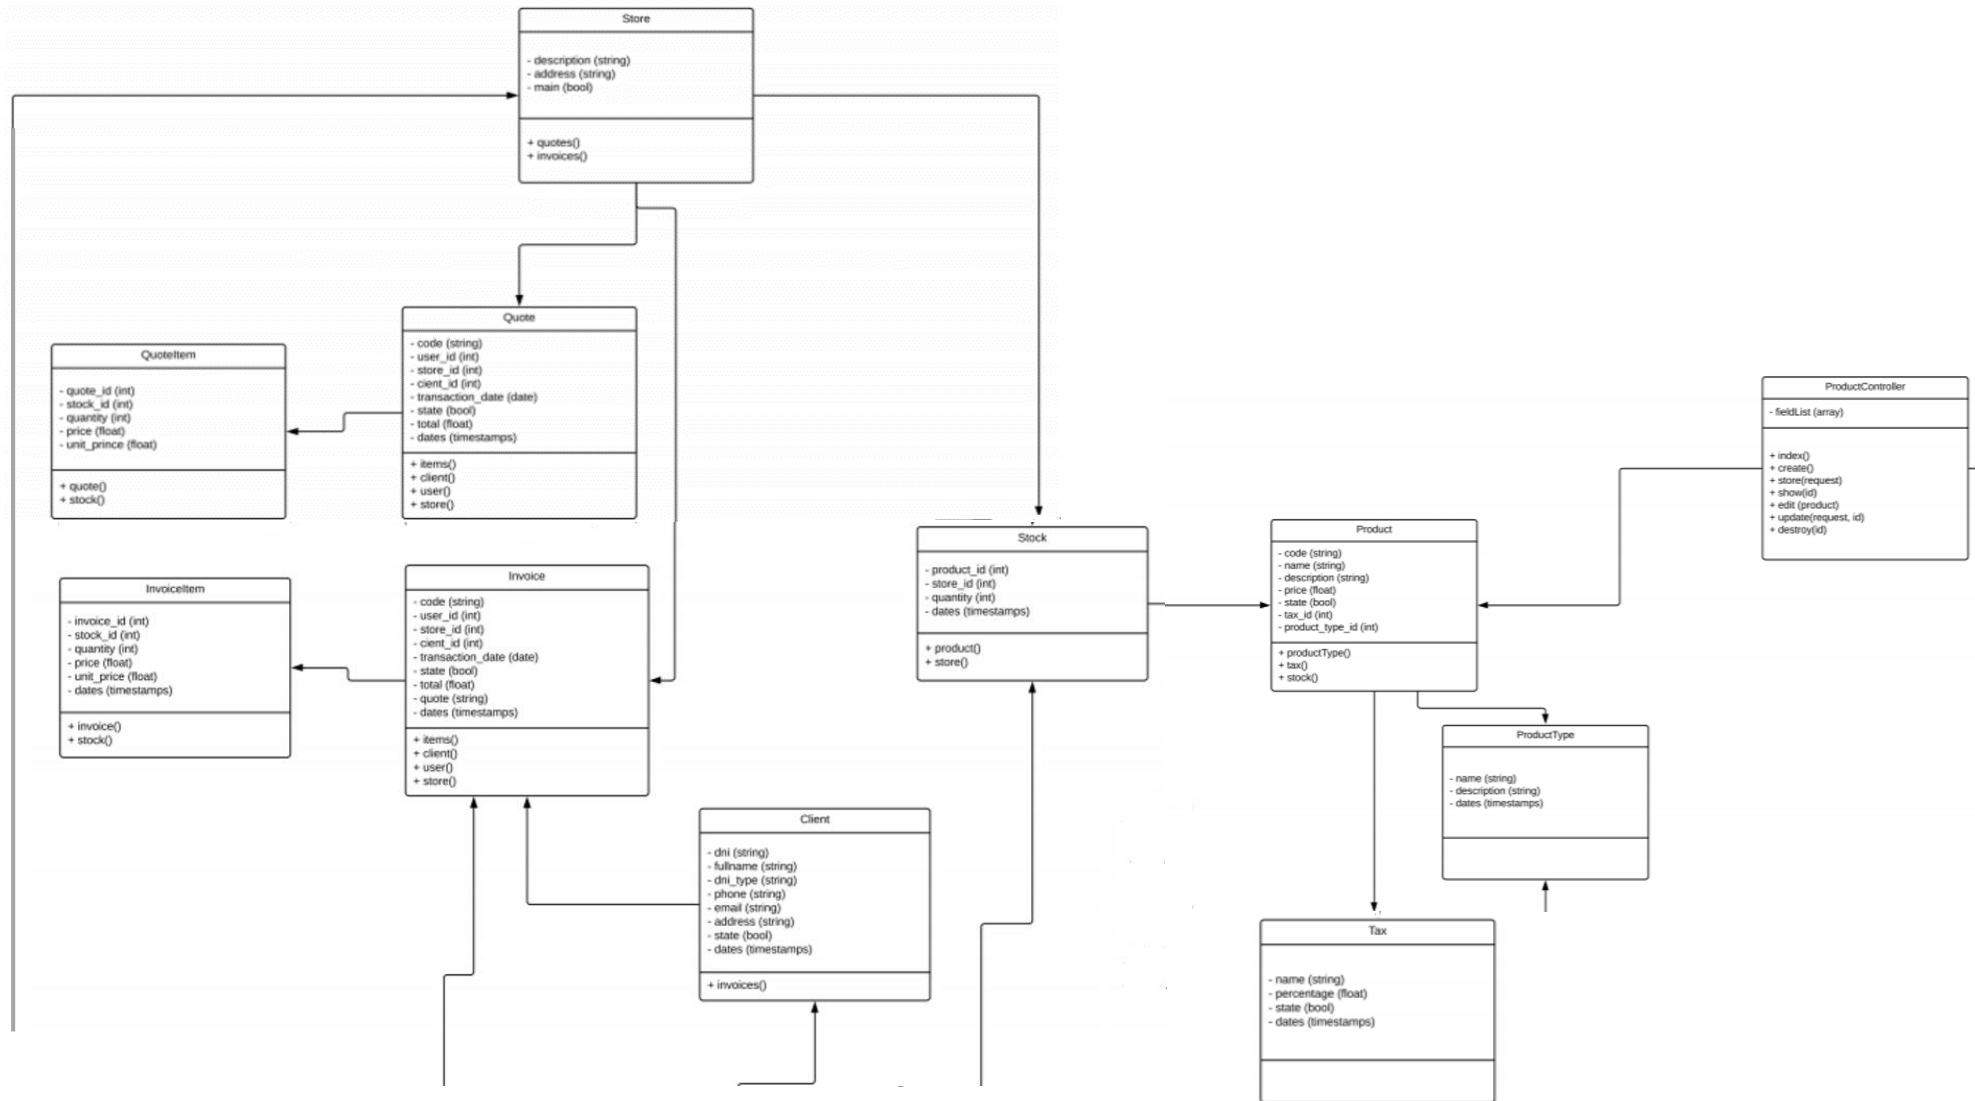 Store
- description (string)
- address (string)
- main (bool)
+ quotes()
+ invoices()
Quote
- code (string)
- user_id (int)
- store_id (int)
- cient_id (int)
- transaction_date (date)
- state (bool)
- total (float)
- dates (timestamps)
+ items()
+ client()
+ user()
+ store()
QuoteItem
- quote_id (int)
- stock_id (int)
- quantity (int)
- price (float)
- unit_prince (float)
+ quote()
+ stock()
InvoiceItem
- invoice_id (int)
- stock_id (int)
- quantity (int)
- price (float)
- unit_price (float)
- dates (timestamps)
+ invoice()
+ stock()
Invoice
- code (string)
- user_id (int)
- store_id (int)
- cient_id (int)
- transaction_date (date)
- state (bool)
- total (float)
- quote (string)
- dates (timestamps)
+ items()
+ client()
+ user()
+ store()
Client
- dni (string)
- fullname (string)
- dni_type (string)
- phone (string)
- email (string)
- address (string)
- state (bool)
- dates (timestamps)
+ invoices()
Stock
- product_id (int)
- store_id (int)
- quantity (int)
- dates (timestamps)
+ product()
+ store()
Product
- code (string)
- name (string)
- description (string)
- price (float)
- state (bool)
- tax_id (int)
- product_type_id (int)
+ productType()
+ tax()
+ stock()
ProductController
- fieldList (array)
+ index()
+ create()
+ store(request)
+ show(id)
+ edit (product)
+ update(request, id)
+ destroy(id)
ProductType
- name (string)
- description (string)
- dates (timestamps)
Tax
- name (string)
- percentage (float)
- state (bool)
- dates (timestamps)